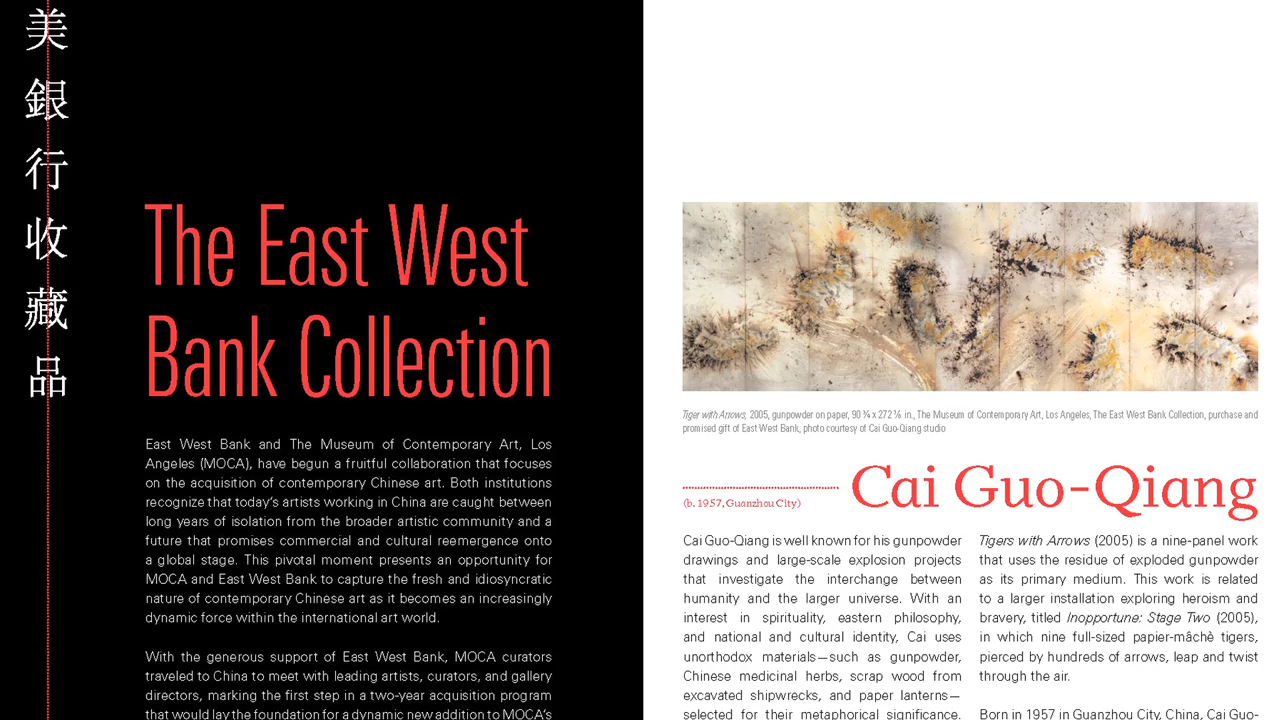 美
銀
行
收
藏
品
The East West
Bank Collection
East West Bank and The Museum of Contemporary Art, Los
Angeles (MOCA), have begun a fruitful collaboration that focuses
on the acquisition of contemporary Chinese art. Both institutions
recognize that today's artists working in China are caught between
long years of isolation from the broader artistic community and a
future that promises commercial and cultural reemergence onto
a global stage. This pivotal moment presents an opportunity for
MOCA and East West Bank to capture the fresh and idiosyncratic
nature of contemporary Chinese art as it becomes an increasingly
dynamic force within the international art world.
With the generous support of East West Bank, MOCA curators
traveled to China to meet with leading artists, curators, and gallery
directors, marking the first step in a two-year acquisition program
that would lay the foundation for a dynamic new addition to MOCA's
Tiger with Arrows, 2005, gunpowder on paper, 90 ¾ x 272 ⅞ in., The Museum of Contemporary Art, Los Angeles, The East West Bank Collection, purchase and
promised gift of East West Bank, photo courtesy of Cai Guo-Qiang studio
Cai Guo-Qiang
(b. 1957, Guanzhou City)
Cai Guo-Qiang is well known for his gunpowder
drawings and large-scale explosion projects
that investigate the interchange between
humanity and the larger universe. With an
interest in spirituality, eastern philosophy,
and national and cultural identity, Cai uses
unorthodox materials—such as gunpowder,
Chinese medicinal herbs, scrap wood from
excavated shipwrecks, and paper lanterns—
selected for their metaphorical significance.
Tigers with Arrows (2005) is a nine-panel work
that uses the residue of exploded gunpowder
as its primary medium. This work is related
to a larger installation exploring heroism and
bravery, titled Inopportune: Stage Two (2005),
in which nine full-sized papier-mâchè tigers,
pierced by hundreds of arrows, leap and twist
through the air.
Born in 1957 in Guanzhou City, China, Cai Guo-